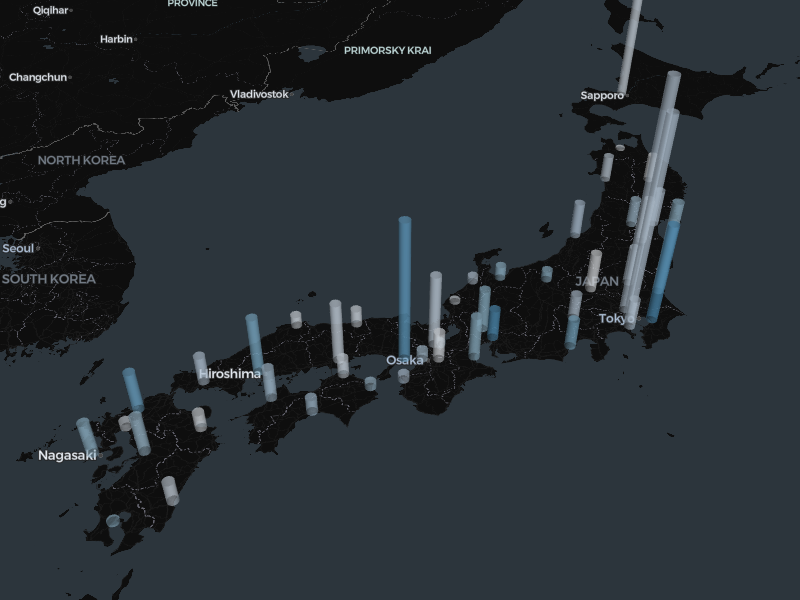 PROVINCE
Qiqihar
Harbin
PRIMORSKY KRAI
Changchun
Vladivostok
Sapporo
NORTH KOREA
g
Seoul
SOUTH KOREA
JAPAN
Tokyo
Osaka
Hiroshima
Nagasaki